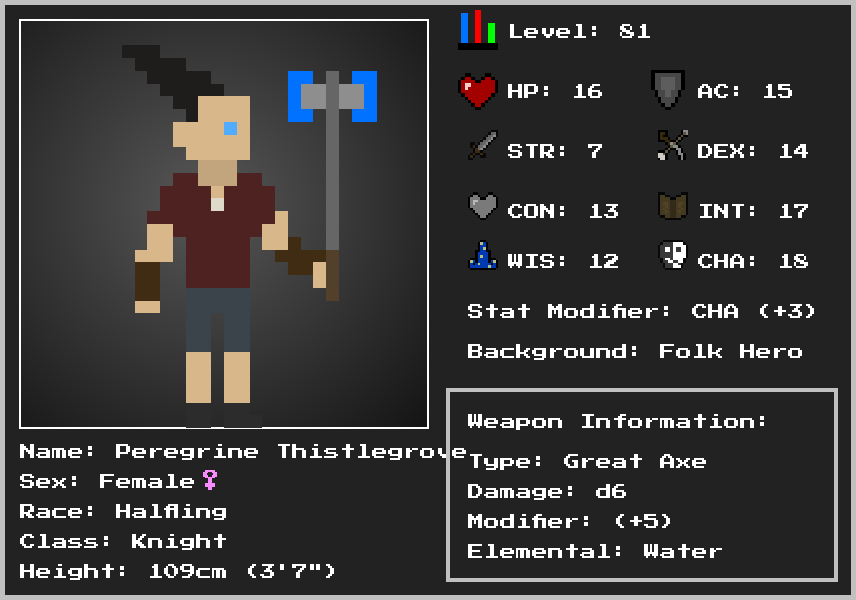 Level: 81
HP: 16
AC: 15
STR: 7
DEX: 14
CON: 13
INT: 17
WIS: 12
CHA: 18
Stat Modifier: CHA (+3)
Background: Folk Hero
Weapon Information:
Type: Great Axe
Damage: d6
Modifier: (+5)
Elemental: Water
Name: Peregrine Thistlegrove
Sex: Female♀
Race: Halfling
Class: Knight
Height: 109cm (3'7")